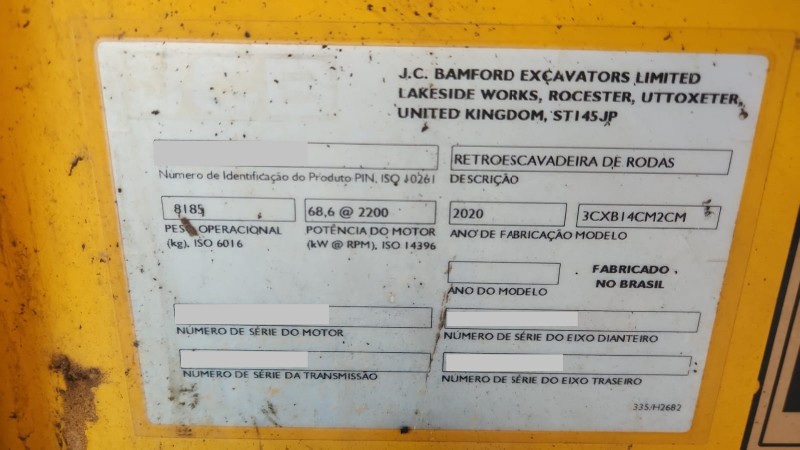 J.C. BAMFORD EXCAVATORS LIMITED
LAKESIDE WORKS, ROCESTER, UTTOXETER,
UNITED KINGDOM, ST145JP
RETROESCAVADEIRA DE RODAS
Número de Identificação do Produto PIN, ISO 10261
DESCRIÇÃO
8185
68,6 @ 2200
2020
3CXB14CM2CM
PESO OPERACIONAL
(kg), ISO 6016
POTÊNCIA DO MOTOR
(kW @ RPM), ISO 14396
ANO DE FABRICAÇÃO MODELO
ANO DO MODELO
FABRICADO
NO BRASIL
NÚMERO DE SÉRIE DO MOTOR
NÚMERO DE SÉRIE DO EIXO DIANTEIRO
NÚMERO DE SÉRIE DA TRANSMISSÃO
NÚMERO DE SÉRIE DO EIXO TRASEIRO
335/H2682